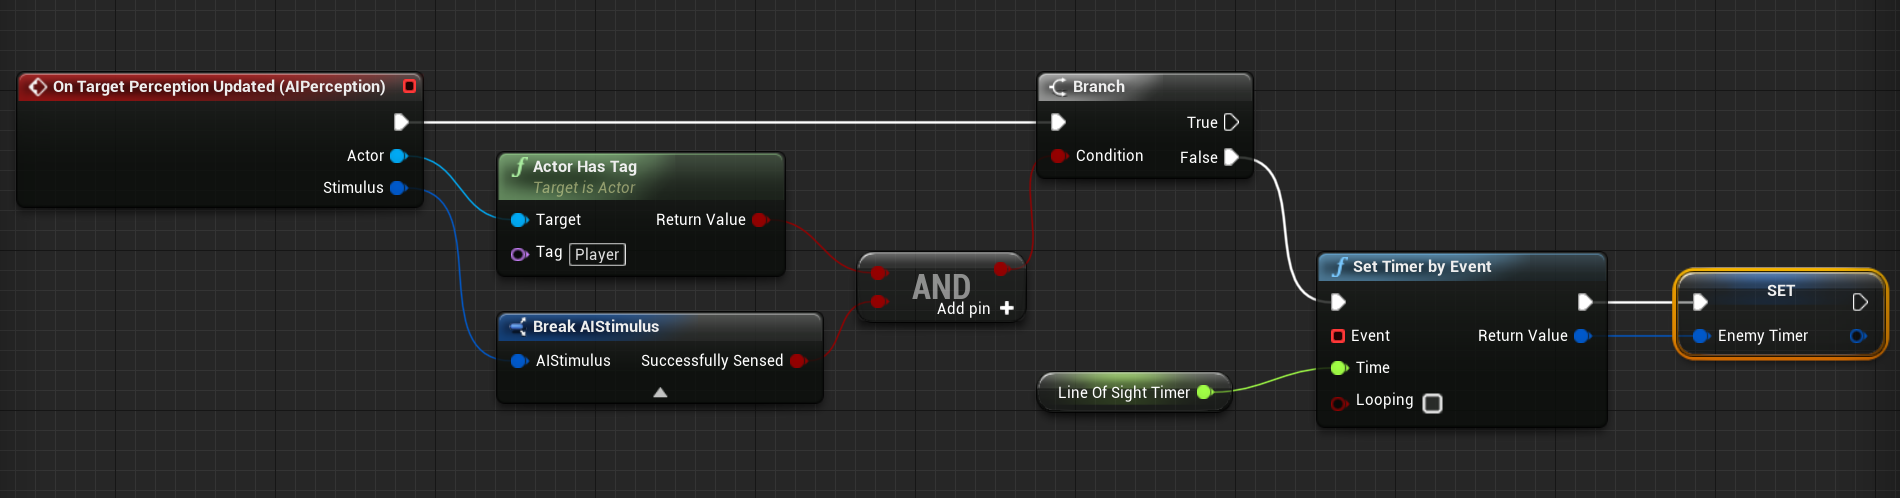 On Target Perception Updated (AIPerception)
Actor
Stimulus
Actor Has Tag
Target is Actor
Target
Return Value
Tag
Player
Break AIStimulus
AIStimulus
Successfully Sensed
AND
Add pin
Branch
True
Condition
False
Line Of Sight Timer
Set Timer by Event
Event
Return Value
Time
Looping
SET
Enemy Timer